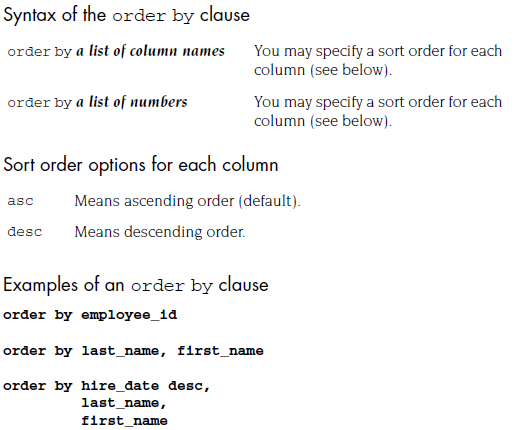 Syntax of the order by clause
order by a list of column names You may specify a sort order for each
column (see below).
order by a list of numbers You may specify a sort order for each
column (see below).
Sort order options for each column
asc Means ascending order (default).
desc Means descending order.
Examples of an order by clause
order by employee_id
order by last_name, first_name
order by hire_date desc,
last_name,
first_name